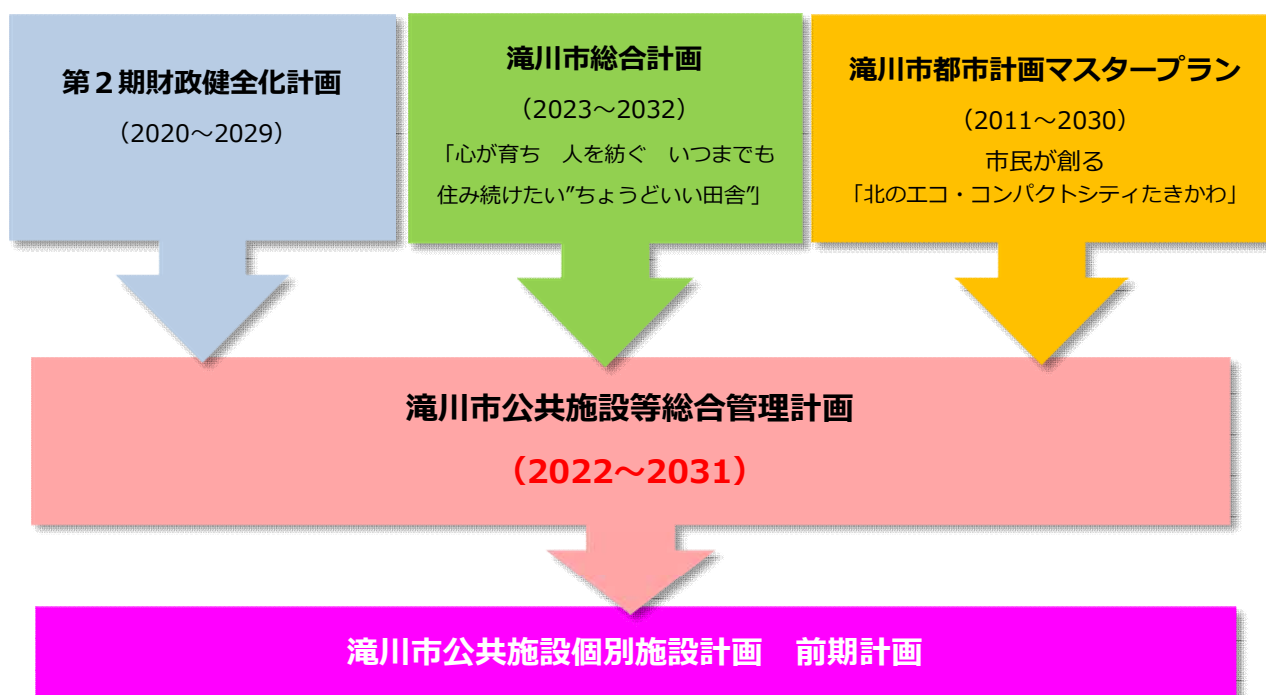 第２期財政健全化計画
（2020～2029）
滝川市総合計画
（2023～2032）
「心が育ち　人を紡ぐ　いつまでも
住み続けたい”ちょうどいい田舎”」
滝川市都市計画マスタープラン
（2011～2030）
市民が創る
「北のエコ・コンパクトシティたきかわ」
滝川市公共施設等総合管理計画
（2022～2031）
滝川市公共施設個別施設計画　前期計画